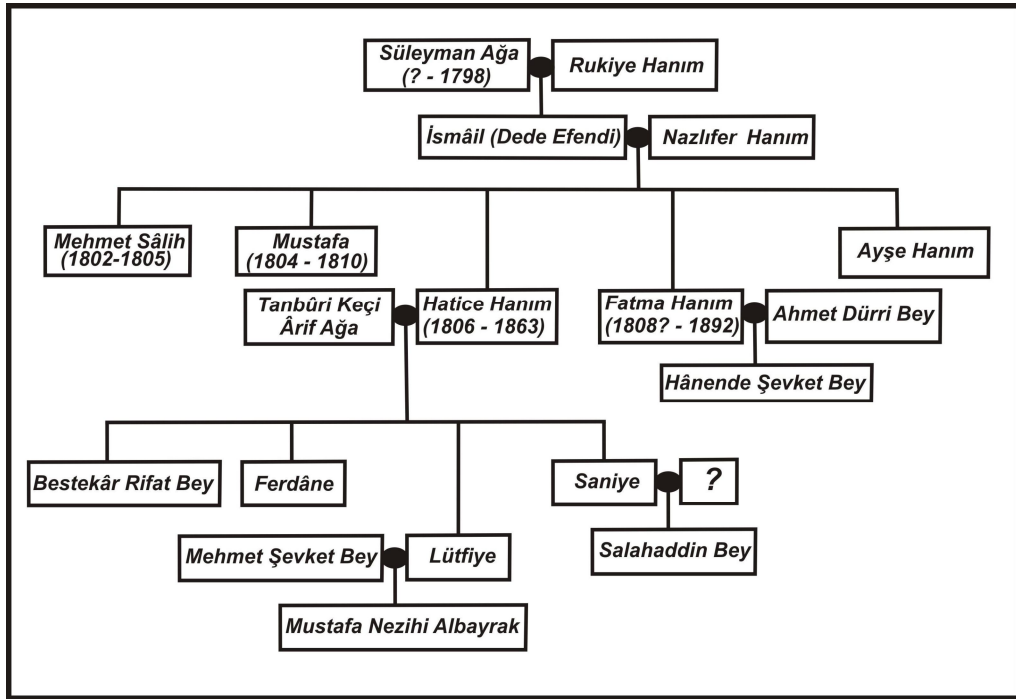 Süleyman Ağa
(? - 1798)
Rukiye Hanım
İsmâil (Dede Efendi)
Nazlıfer Hanım
Mehmet Sâlih
(1802-1805)
Mustafa
(1804 - 1810)
Ayşe Hanım
Tanbûri Keçi
Ârif Ağa
Hatice Hanım
(1806 - 1863)
Fatma Hanım
(1808? - 1892)
Ahmet Dürri Bey
Hânende Şevket Bey
Bestekâr Rifat Bey
Ferdâne
Saniye
?
Mehmet Şevket Bey
Lütfiye
Salahaddin Bey
Mustafa Nezihi Albayrak